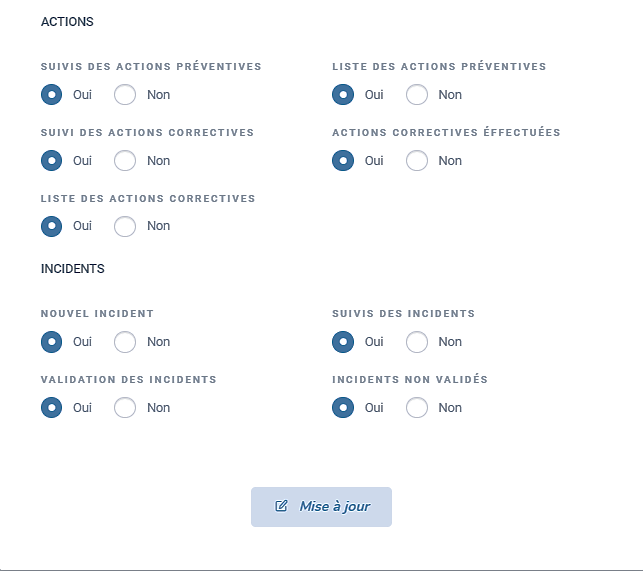 ACTIONS
SUIVIS DES ACTIONS PRÉVENTIVES
LISTE DES ACTIONS PRÉVENTIVES
Oui Non
Oui Non
SUIVI DES ACTIONS CORRECTIVES
ACTIONS CORRECTIVES ÉFFECTUÉES
Oui Non
Oui Non
LISTE DES ACTIONS CORRECTIVES
Oui Non
INCIDENTS
NOUVEL INCIDENT
SUIVIS DES INCIDENTS
Oui Non
Oui Non
VALIDATION DES INCIDENTS
INCIDENTS NON VALIDÉS
Oui Non
Oui Non
Mise à jour